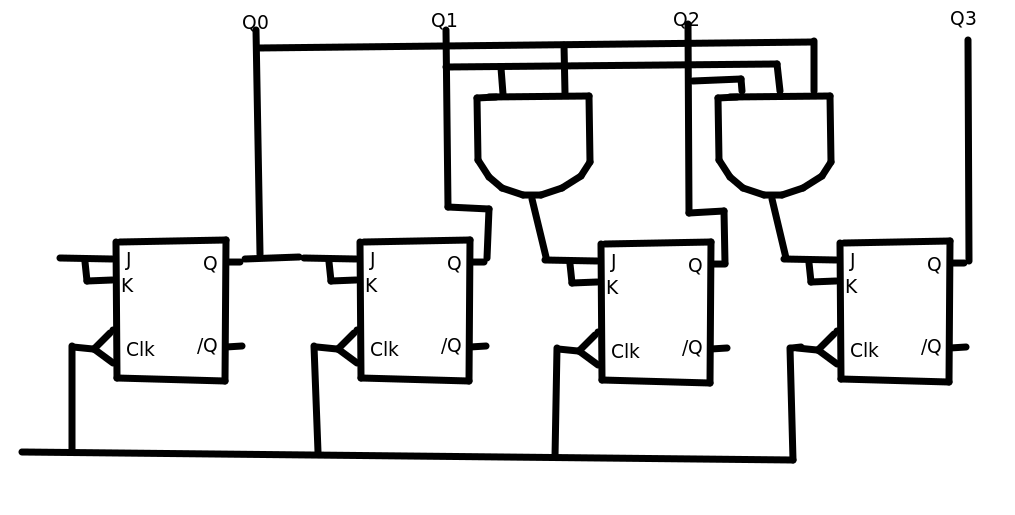 Q0 Q1 Q2 Q3
J Q J Q J Q J Q
K K K K
Clk /Q Clk /Q Clk /Q Clk /Q